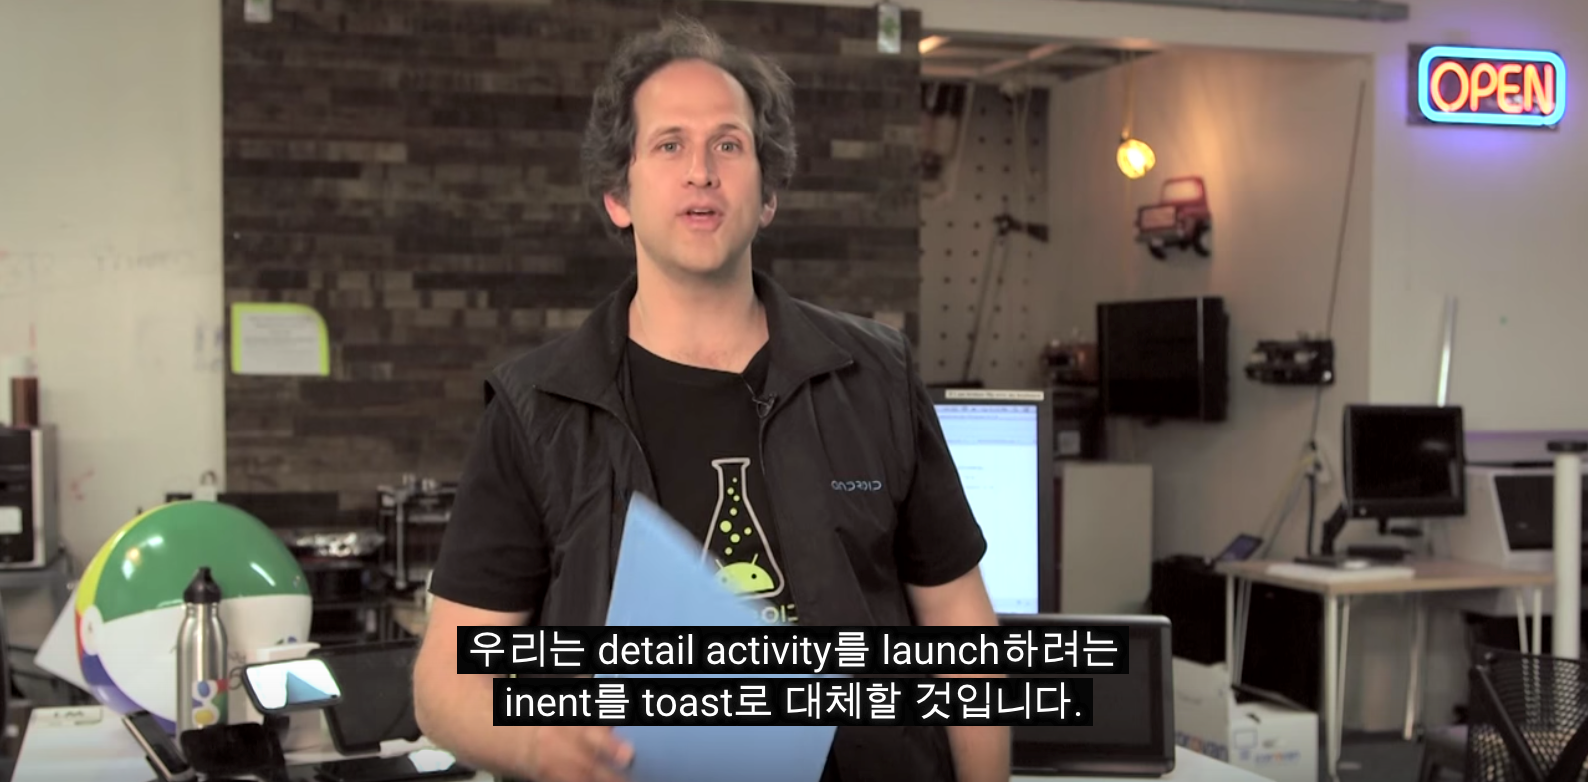 OPEN
ANDROID
우리는 detail activity를 launch하려는
inent를 toast로 대체할 것입니다.